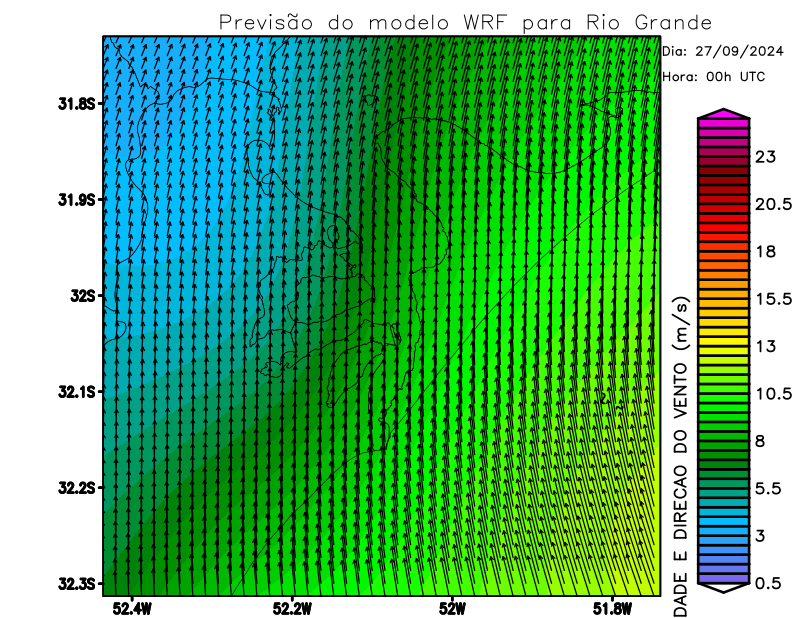 Previsão do modelo WRF para Rio Grande
Dia: 27/09/2024
Hora: 00h UTC
31.8S
31.9S
32S
32.1S
32.2S
32.3S
52.4W
52.2W
52W
51.8W
23
20.5
18
15.5
13
10.5
8
5.5
3
0.5
DADE E DIRECAO DO VENTO (m/s)